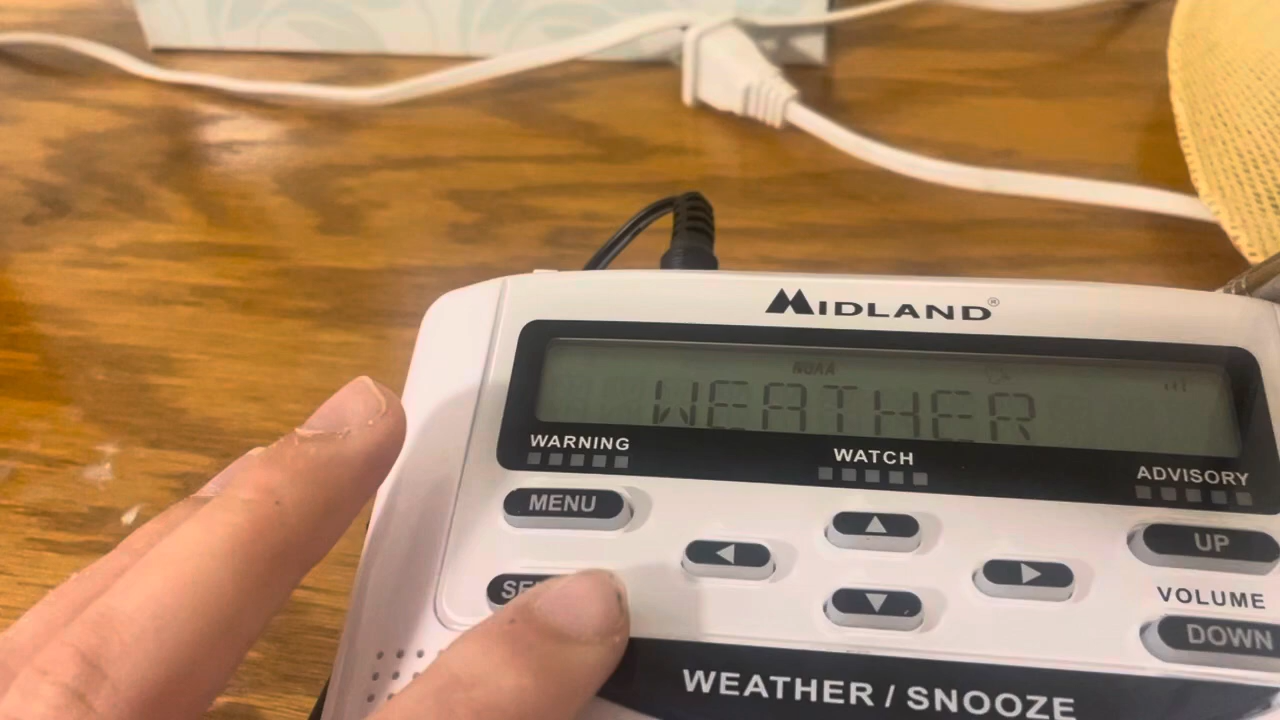 MIDLAND®
NOAA
WEATHER
WARNING
WATCH
ADVISORY
MENU
UP
VOLUME
DOWN
WEATHER / SNOOZE